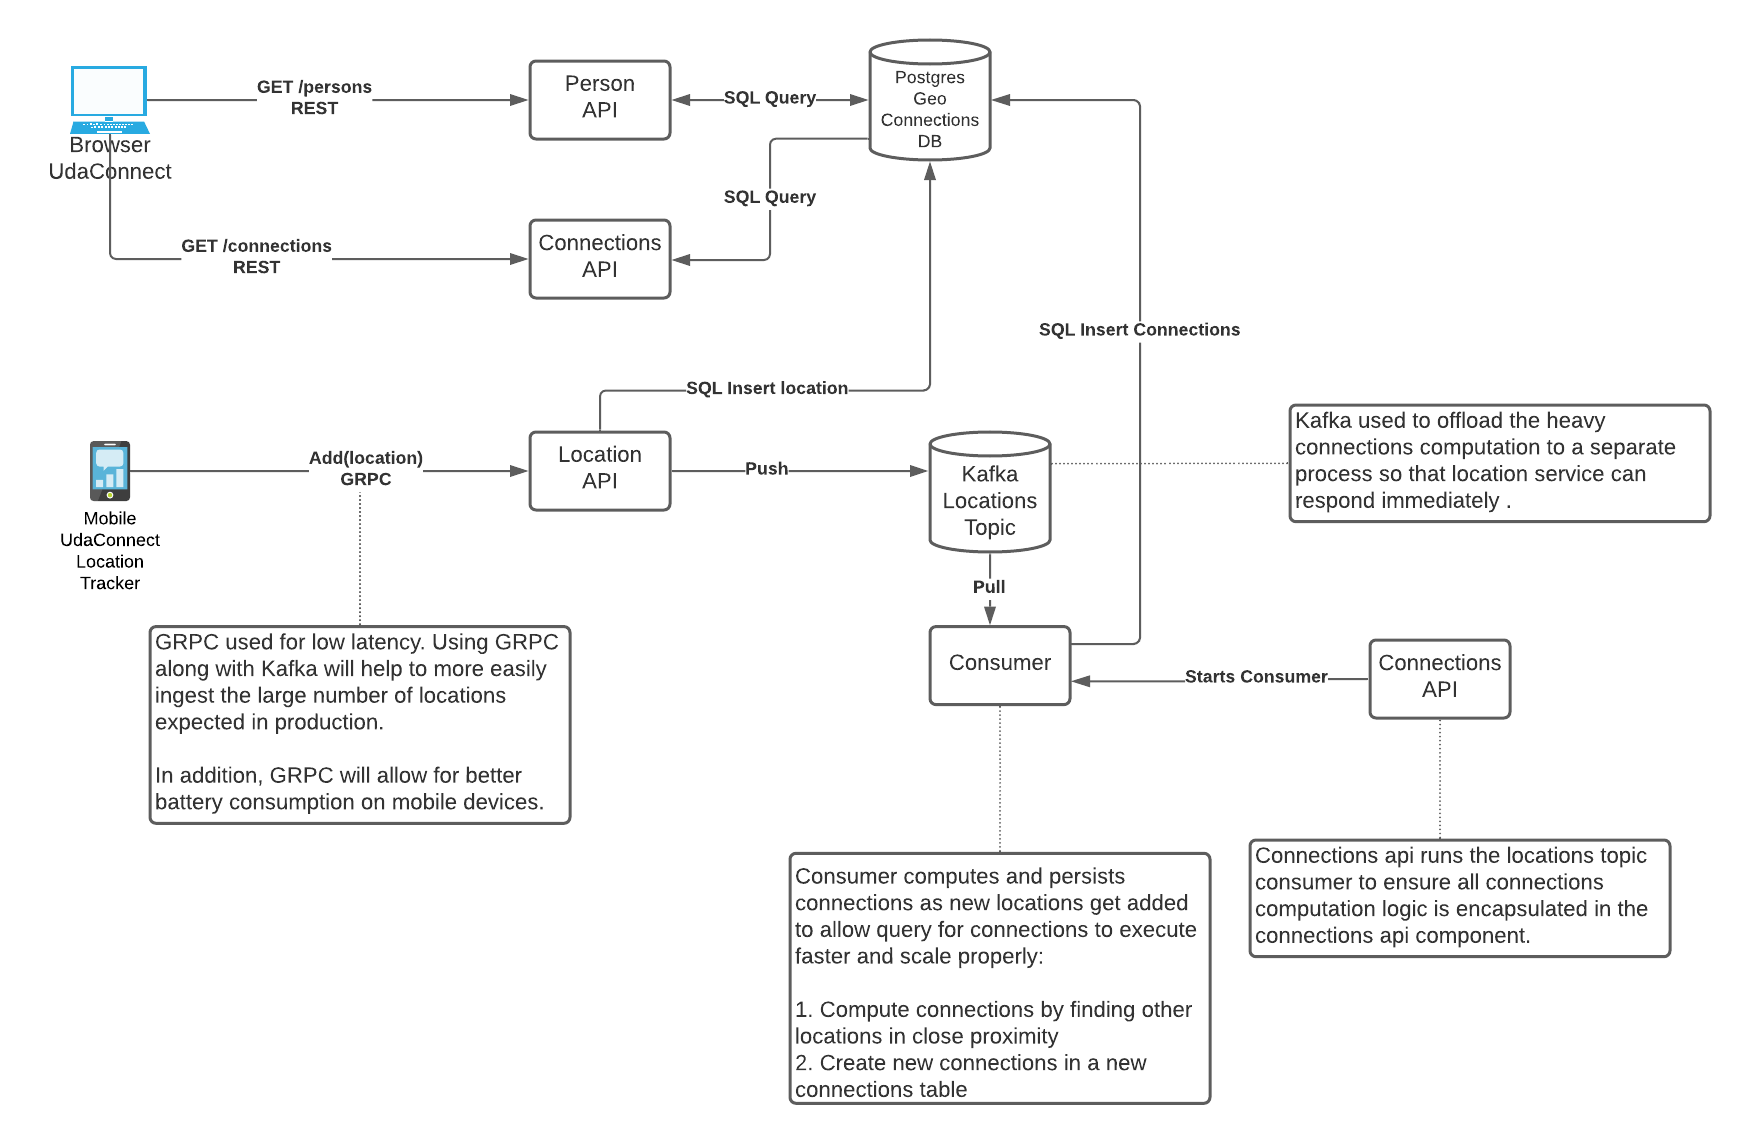 Postgres
Geo
Connections
DB
GET /persons
REST
Person
API
SQL Query
Browser
UdaConnect
SQL Query
GET /connections
REST
Connections
API
SQL Insert Connections
SQL Insert location
Kafka used to offload the heavy
connections computation to a separate
process so that location service can
respond immediately .
Add(location)
GRPC
Location
API
Push
Kafka
Locations
Topic
Mobile
UdaConnect
Location
Tracker
Pull
GRPC used for low latency. Using GRPC
along with Kafka will help to more easily
ingest the large number of locations
expected in production.
In addition, GRPC will allow for better
battery consumption on mobile devices.
Consumer
Starts Consumer
Connections
API
Consumer computes and persists
connections as new locations get added
to allow query for connections to execute
faster and scale properly:
1. Compute connections by finding other
locations in close proximity
2. Create new connections in a new
connections table
Connections api runs the locations topic
consumer to ensure all connections
computation logic is encapsulated in the
connections api component.